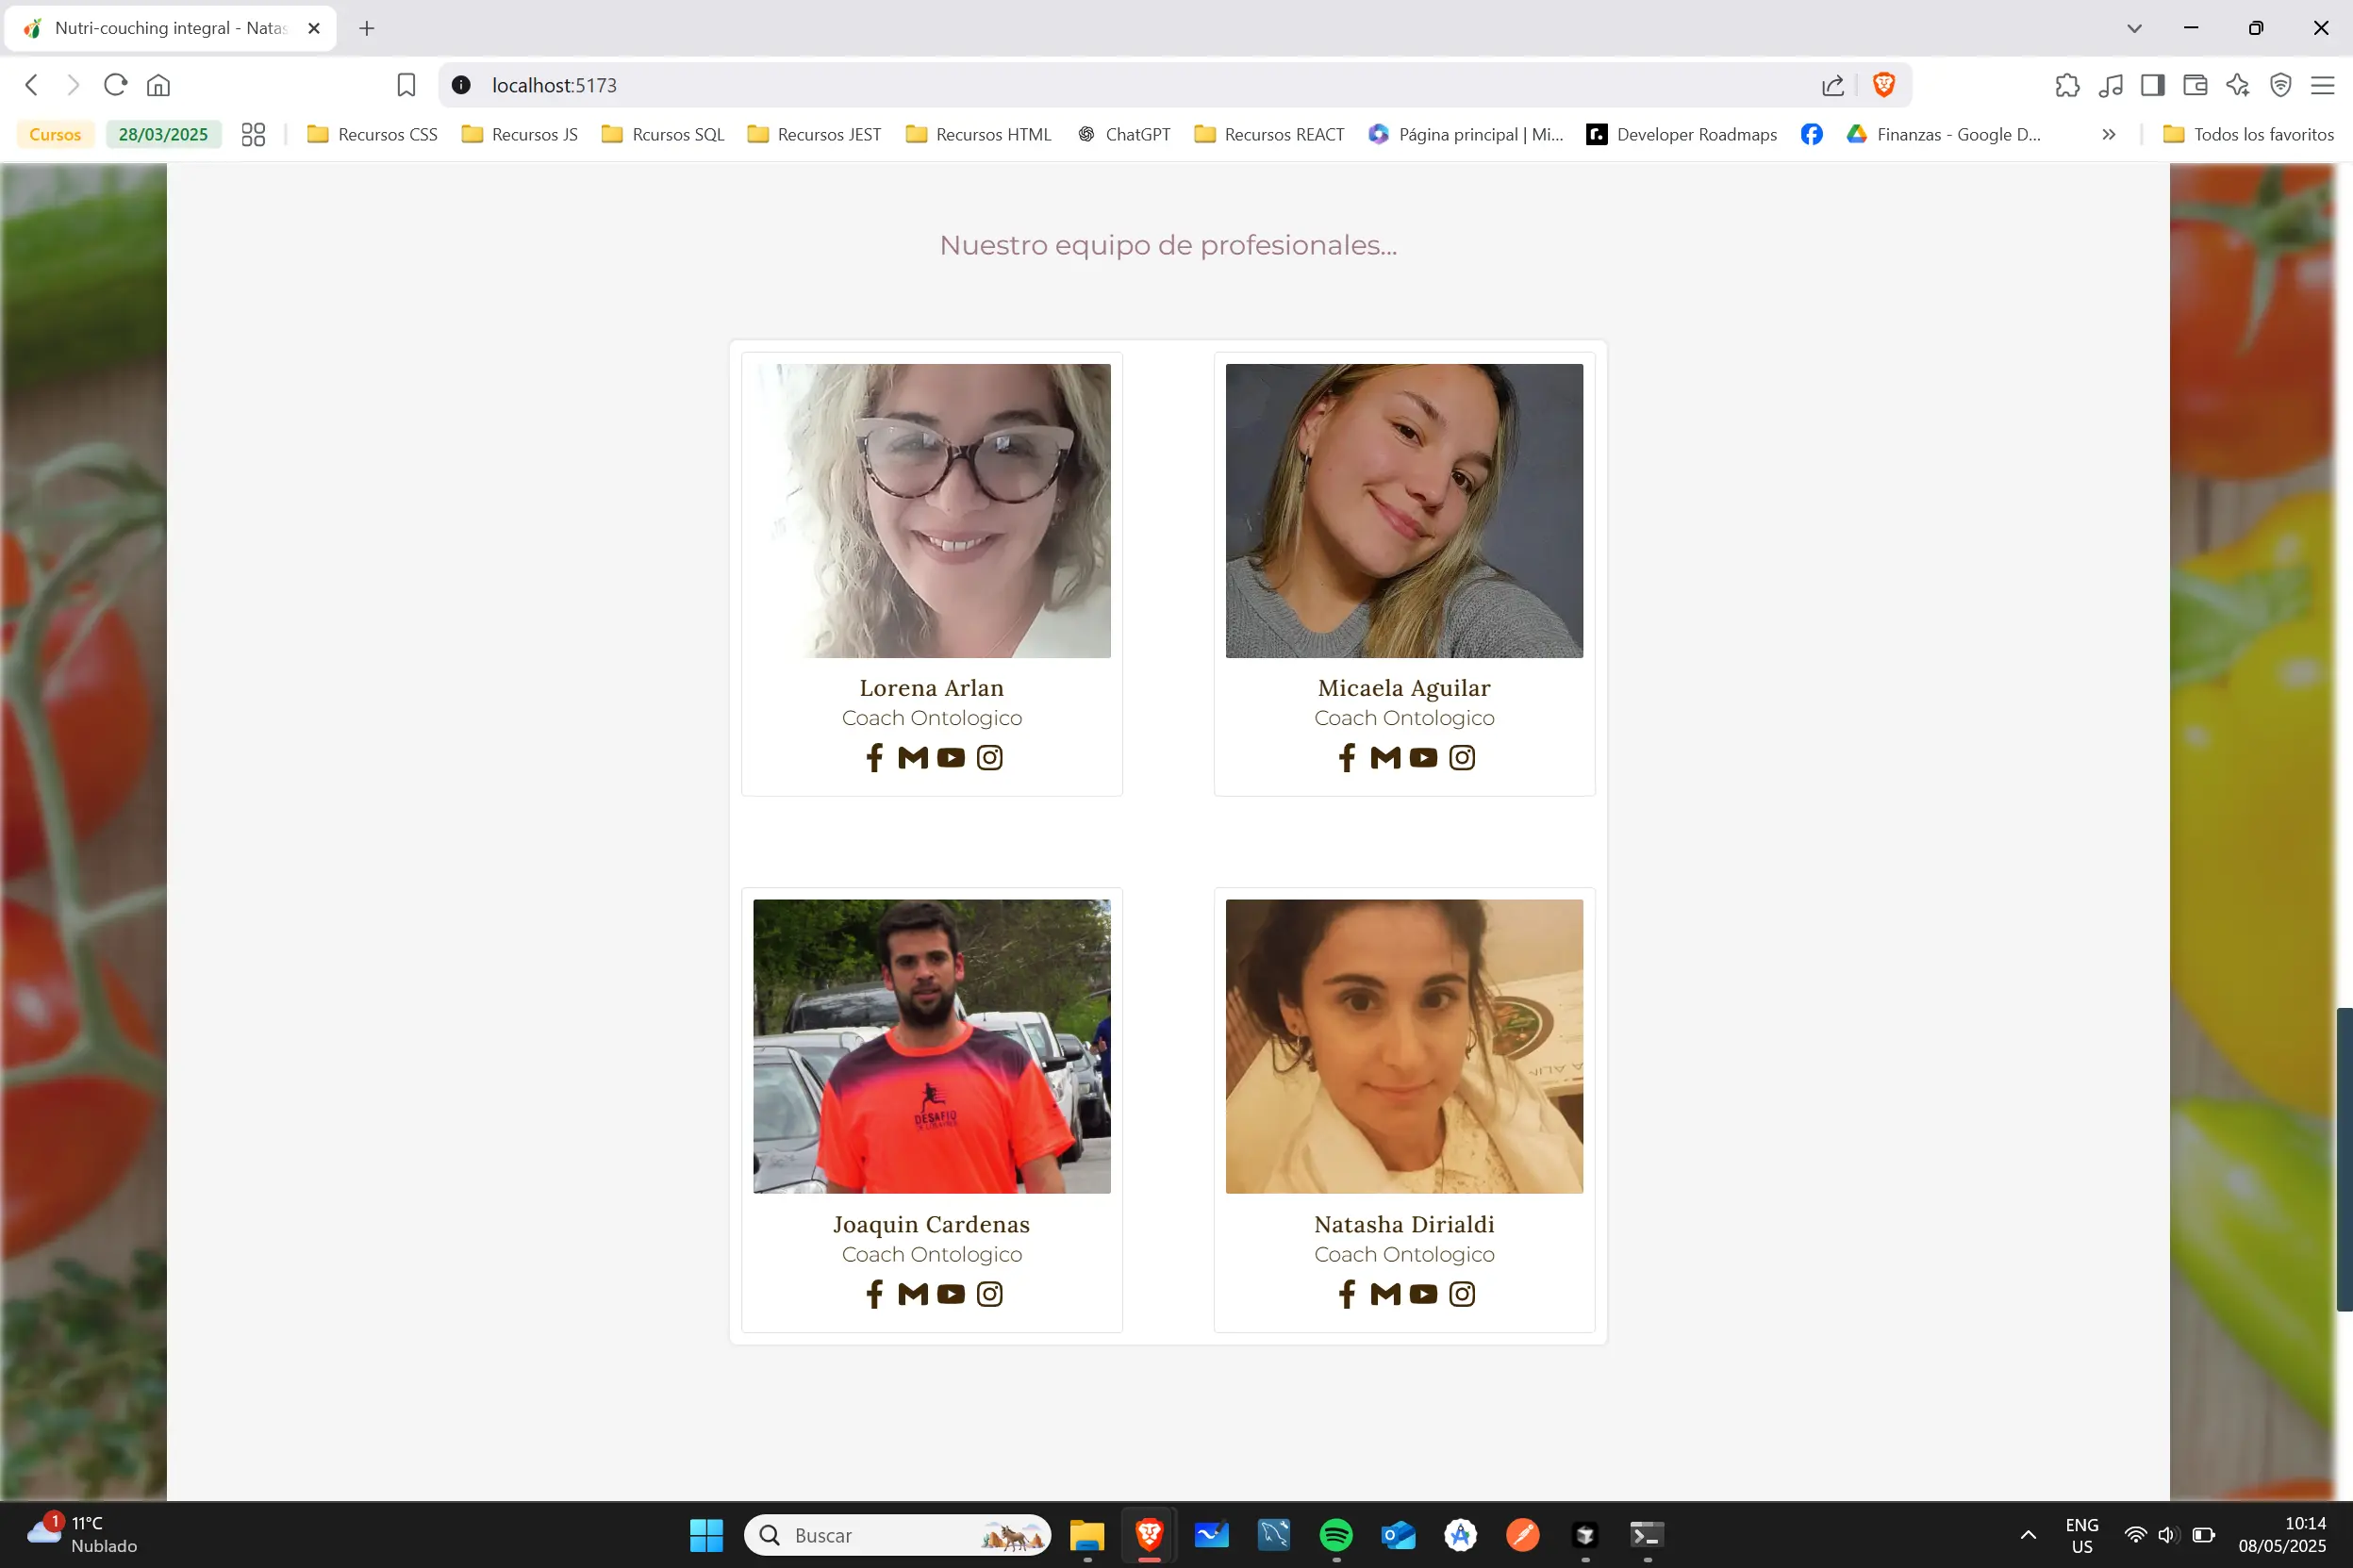 Nutri-couching integral - Natas
localhost:5173
Cursos
28/03/2025
Recursos CSS
Recursos JS
Rcursos SQL
Recursos JEST
Recursos HTML
ChatGPT
Recursos REACT
Página principal | Mi...
Developer Roadmaps
Finanzas - Google D...
Todos los favoritos
Nuestro equipo de profesionales...
Lorena Arlan
Coach Ontologico
Micaela Aguilar
Coach Ontologico
DESAFIO
Joaquin Cardenas
Coach Ontologico
Natasha Dirialdi
Coach Ontologico
1
11°C
Nublado
Buscar
ENG
US
10:14
08/05/2025